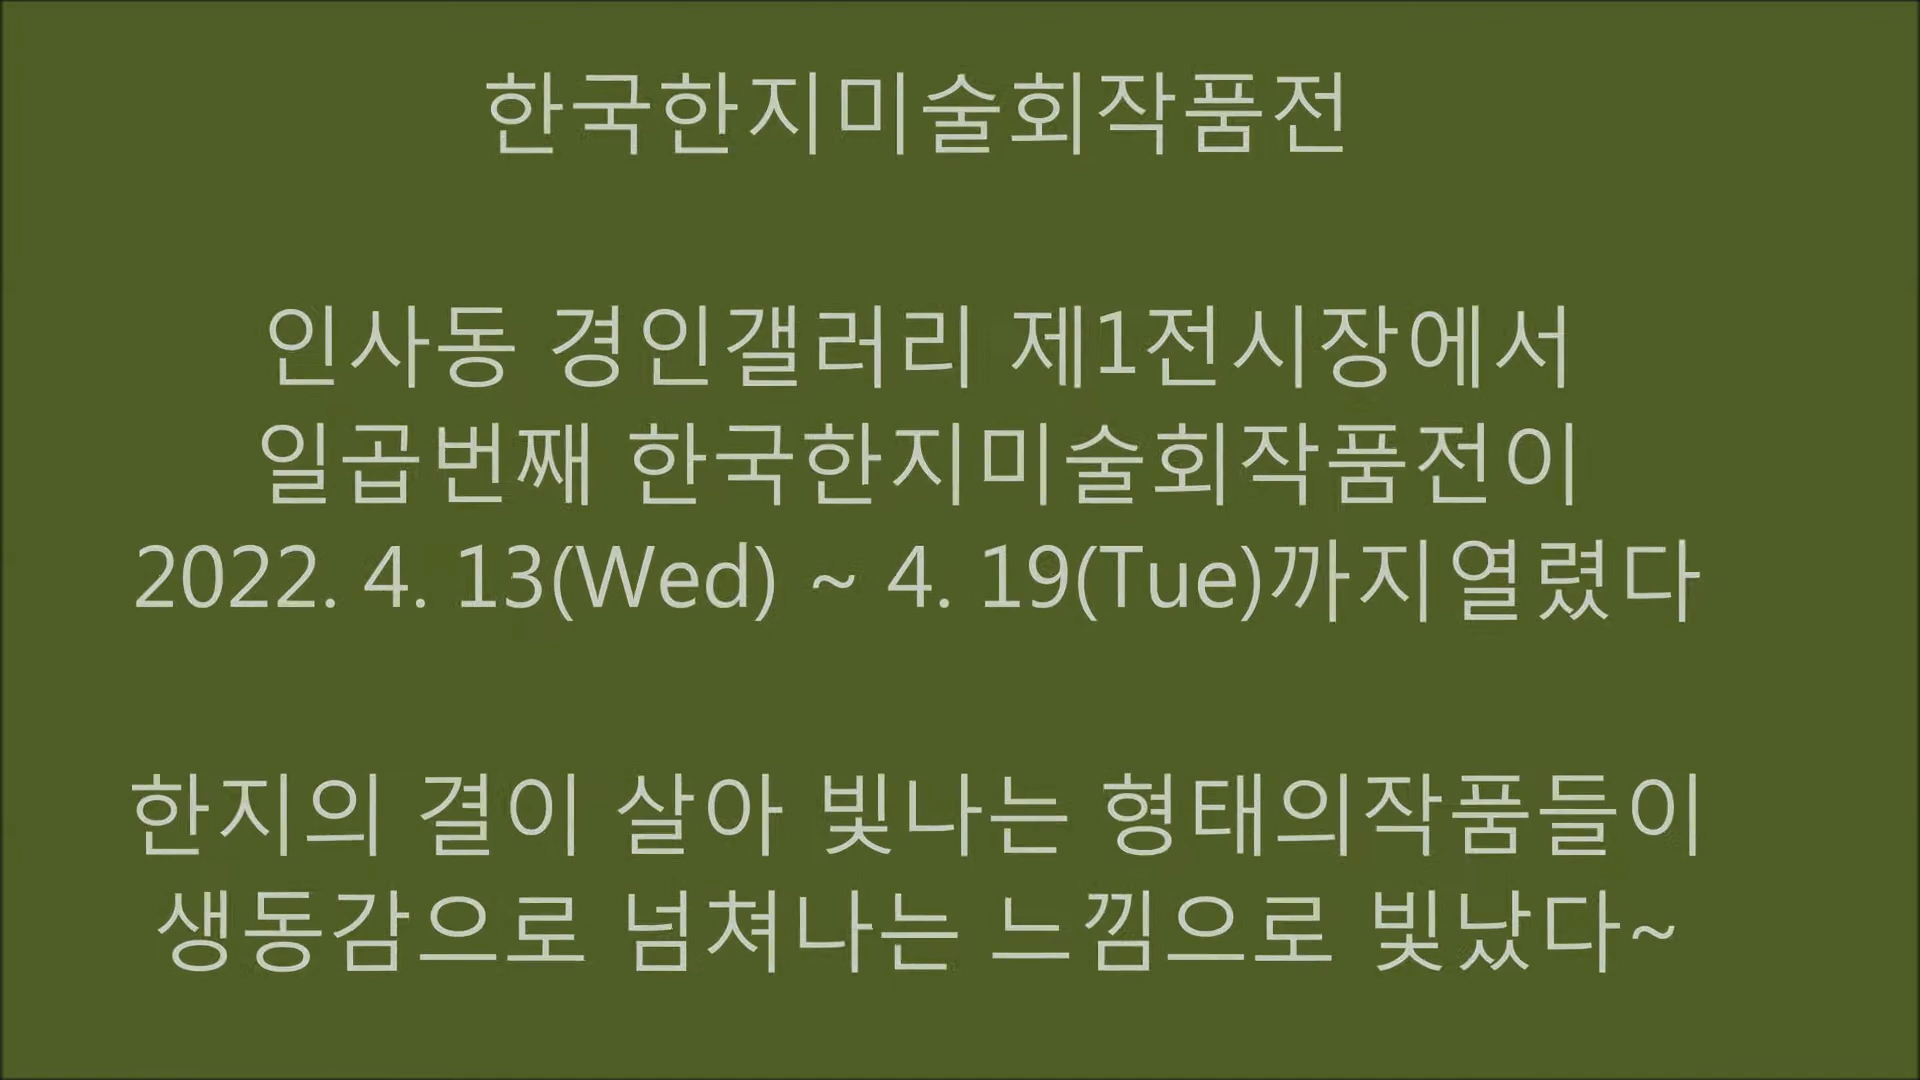 한국한지미술회작품전
인사동 경인갤러리 제1전시장에서
일곱번째 한국한지미술회작품전이
2022. 4. 13(Wed) ~ 4. 19(Tue)까지열렸다
한지의 결이 살아 빛나는 형태의작품들이
생동감으로 넘쳐나는 느낌으로 빛났다~